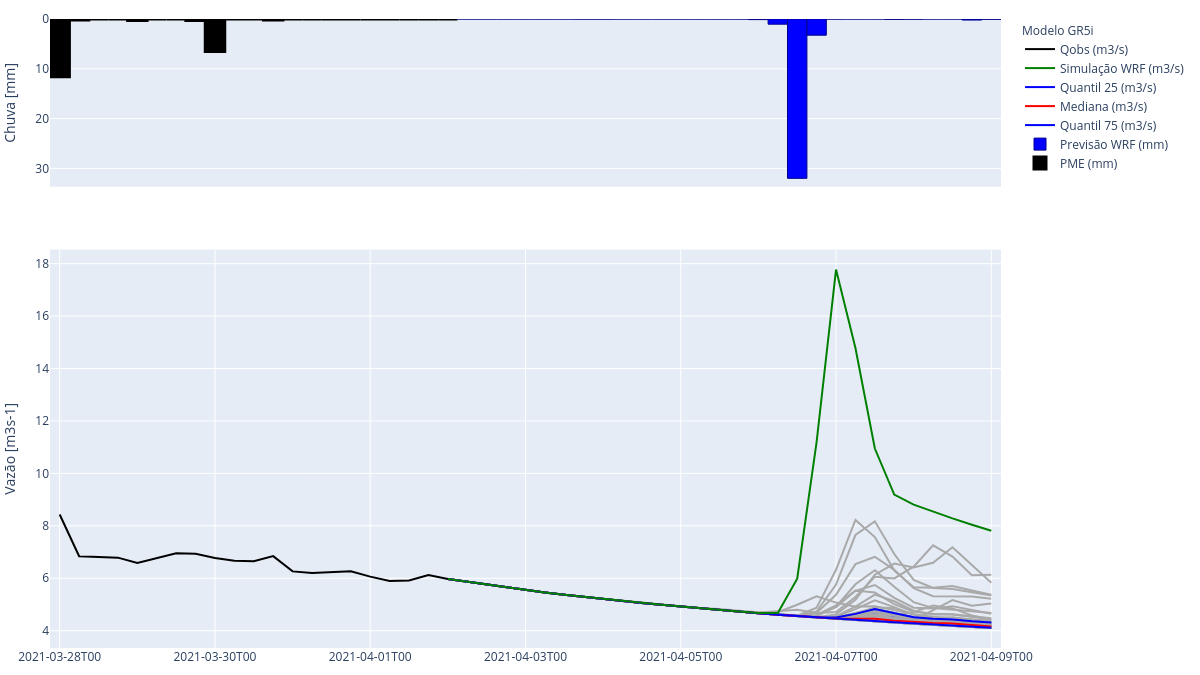 0
10
20
30
Chuva [mm]
Modelo GR5i
Qobs (m3/s)
Simulação WRF (m3/s)
Quantil 25 (m3/s)
Mediana (m3/s)
Quantil 75 (m3/s)
Previsão WRF (mm)
PME (mm)
18
16
14
12
10
8
6
4
Vazão [m3s-1]
2021-03-28T00
2021-03-30T00
2021-04-01T00
2021-04-03T00
2021-04-05T00
2021-04-07T00
2021-04-09T00